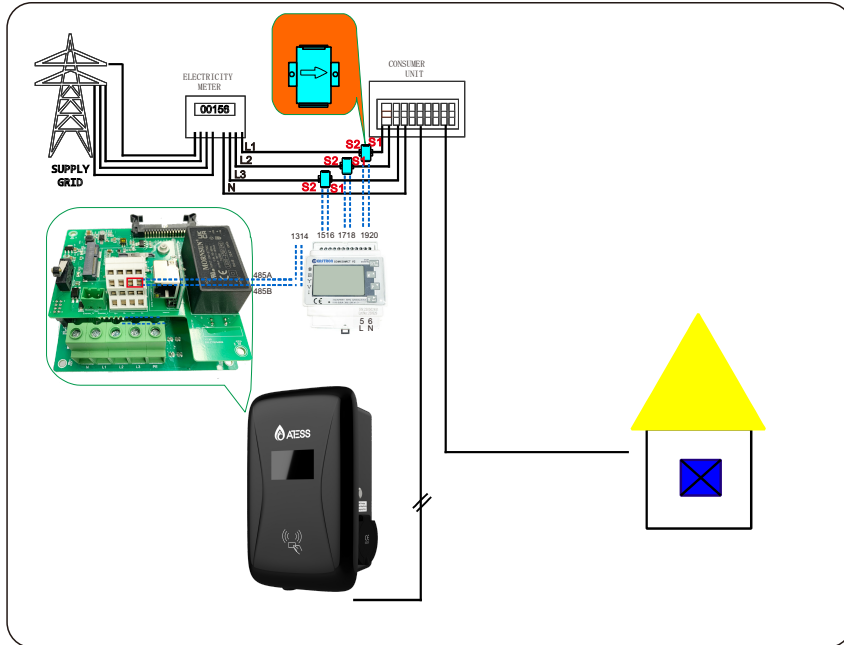 CONSUMER
UNIT
ELECTRICITY
METER
00156
L1
S2 S1
L2
S2 S1
L3
S2 S1
N
SUPPLY
GRID
1314 1516 1718 1920
485A
485B
5 6
L N
ATESS